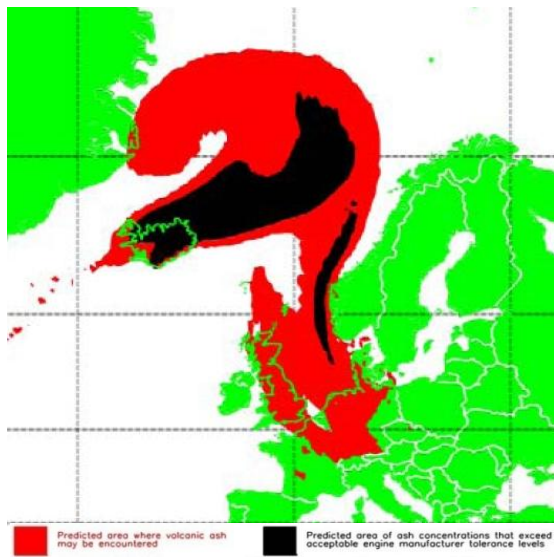 Predicted area where volcanic ash
may be encountered
Predicted area of ash concentrations that exceed
acceptable engine manufacturer tolerance levels